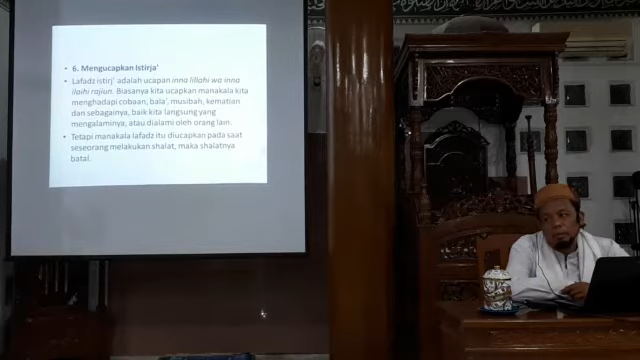 6. Mengucapkan Istirja'
Lafadz istirj' adalah ucapan inna lillahi wa inna
ilaihi rajiun. Biasanya kita ucapkan manakala kita
menghadapi cobaan, bala', musibah, kematian
dan sebagainya, baik kita langsung yang
mengalaminya, atau dialami oleh orang lain.
Tetapi manakala lafadz itu diucapkan pada saat
seseorang melakukan shalat, maka shalatnya
batal.